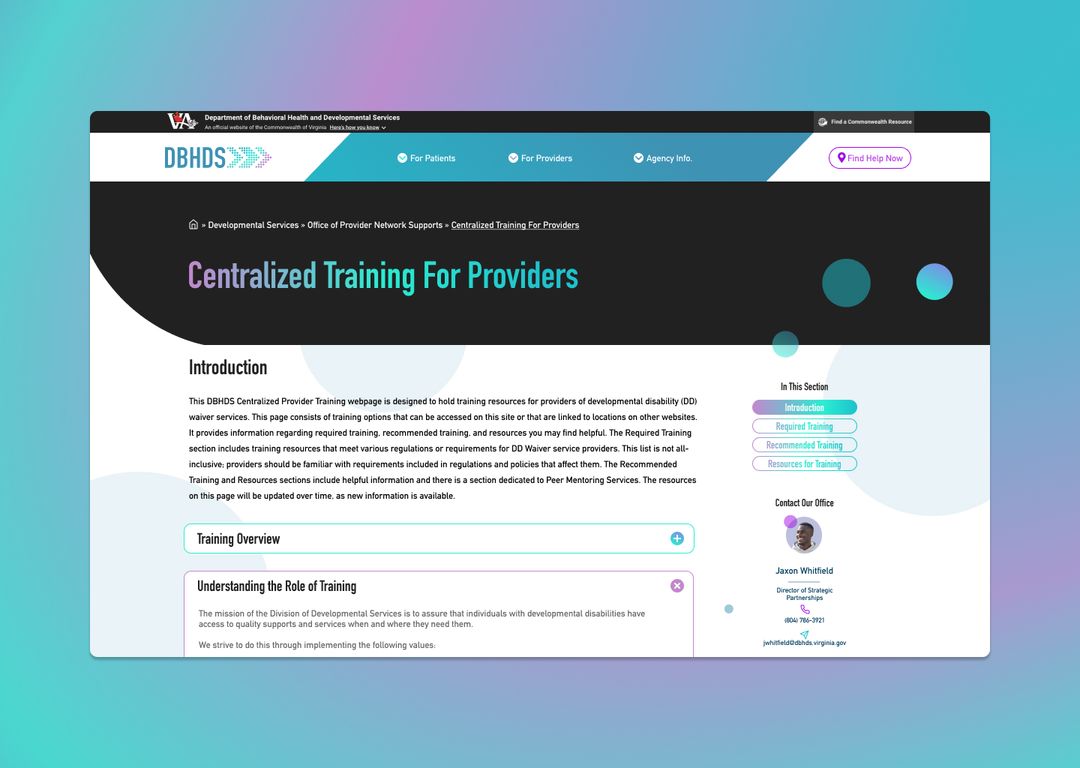 VA
Department of Behavioral Health and Developmental Services
An official website of the Commonwealth of Virginia Here's how you know
Find a Commonwealth Resource
DBHDS
For Patients
For Providers
Agency Info.
Find Help Now
» Developmental Services » Office of Provider Network Supports » Centralized Training For Providers
Centralized Training For Providers
Introduction
This DBHDS Centralized Provider Training webpage is designed to hold training resources for providers of developmental disability (DD)
waiver services. This page consists of training options that can be accessed on this site or that are linked to locations on other websites.
It provides information regarding required training, recommended training, and resources you may find helpful. The Required Training
section includes training resources that meet various regulations or requirements for DD Waiver service providers. This list is not all-
inclusive; providers should be familiar with requirements included in regulations and policies that affect them. The Recommended
Training and Resources sections include helpful information and there is a section dedicated to Peer Mentoring Services. The resources
on this page will be updated over time, as new information is available.
Training Overview
Understanding the Role of Training
The mission of the Division of Developmental Services is to assure that individuals with developmental disabilities have
access to quality supports and services when and where they need them.
We strive to do this through implementing the following values:
In This Section
Introduction
Required Training
Recommended Training
Resources for Training
Contact Our Office
Jaxon Whitfield
Director of Strategic
Partnerships
(804) 786-3921
jwhitfield@dbhds.virginia.gov